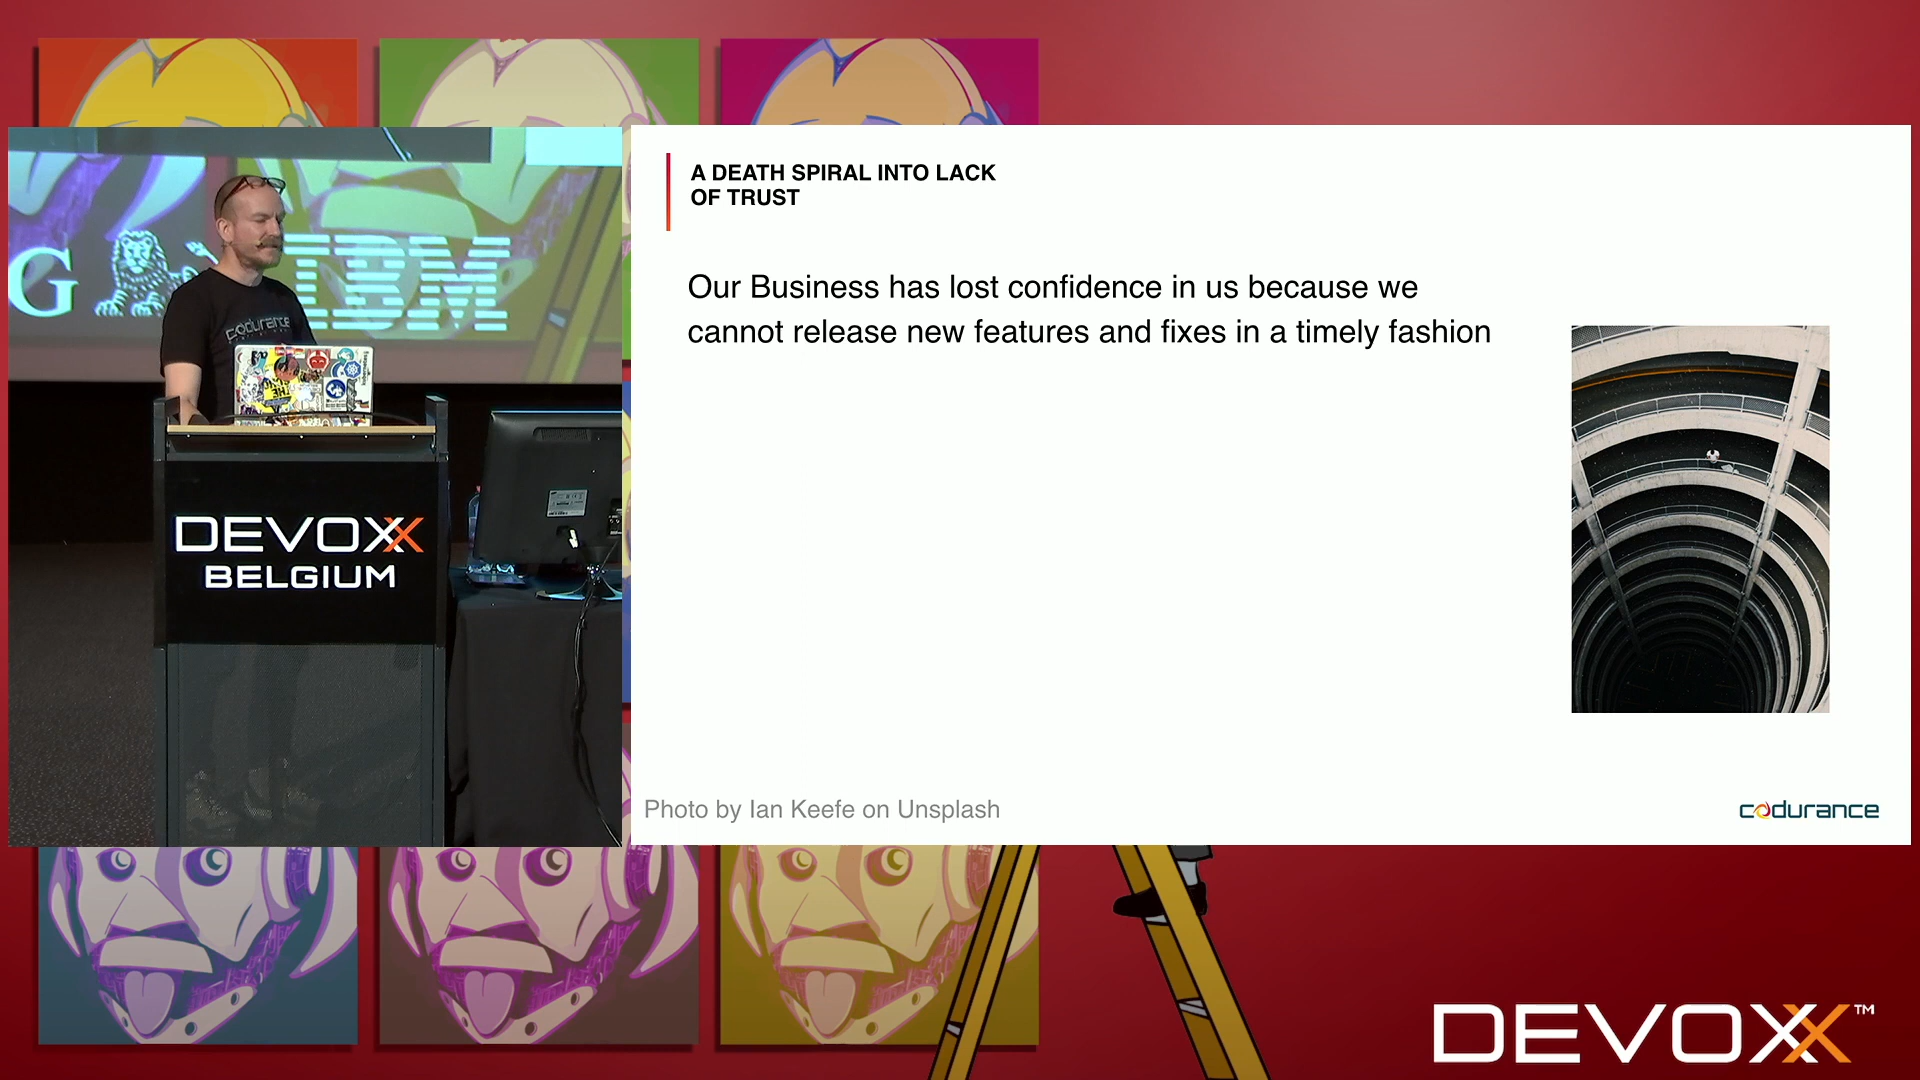 A DEATH SPIRAL INTO LACK
OF TRUST
Our Business has lost confidence in us because we
cannot release new features and fixes in a timely fashion
Photo by Ian Keefe on Unsplash
codurance
G
IBM
codurance
DEVOXX
BELGIUM
DEVOXX™